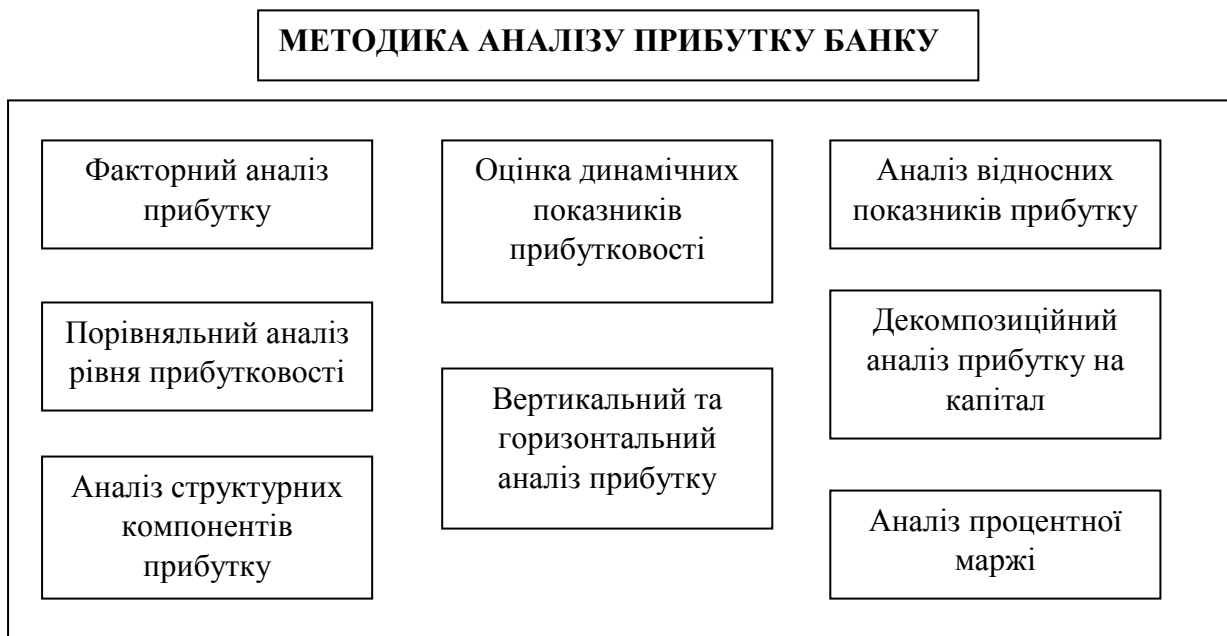 МЕТОДИКА АНАЛІЗУ ПРИБУТКУ БАНКУ
Факторний аналіз
прибутку
Порівняльний аналіз
рівня прибутковості
Аналіз структурних
компонентів
прибутку
Оцінка динамічних
показників
прибутковості
Вертикальний та
горизонтальний
аналіз прибутку
Аналіз відносних
показників прибутку
Декомпозиційний
аналіз прибутку на
капітал
Аналіз процентної
маржі